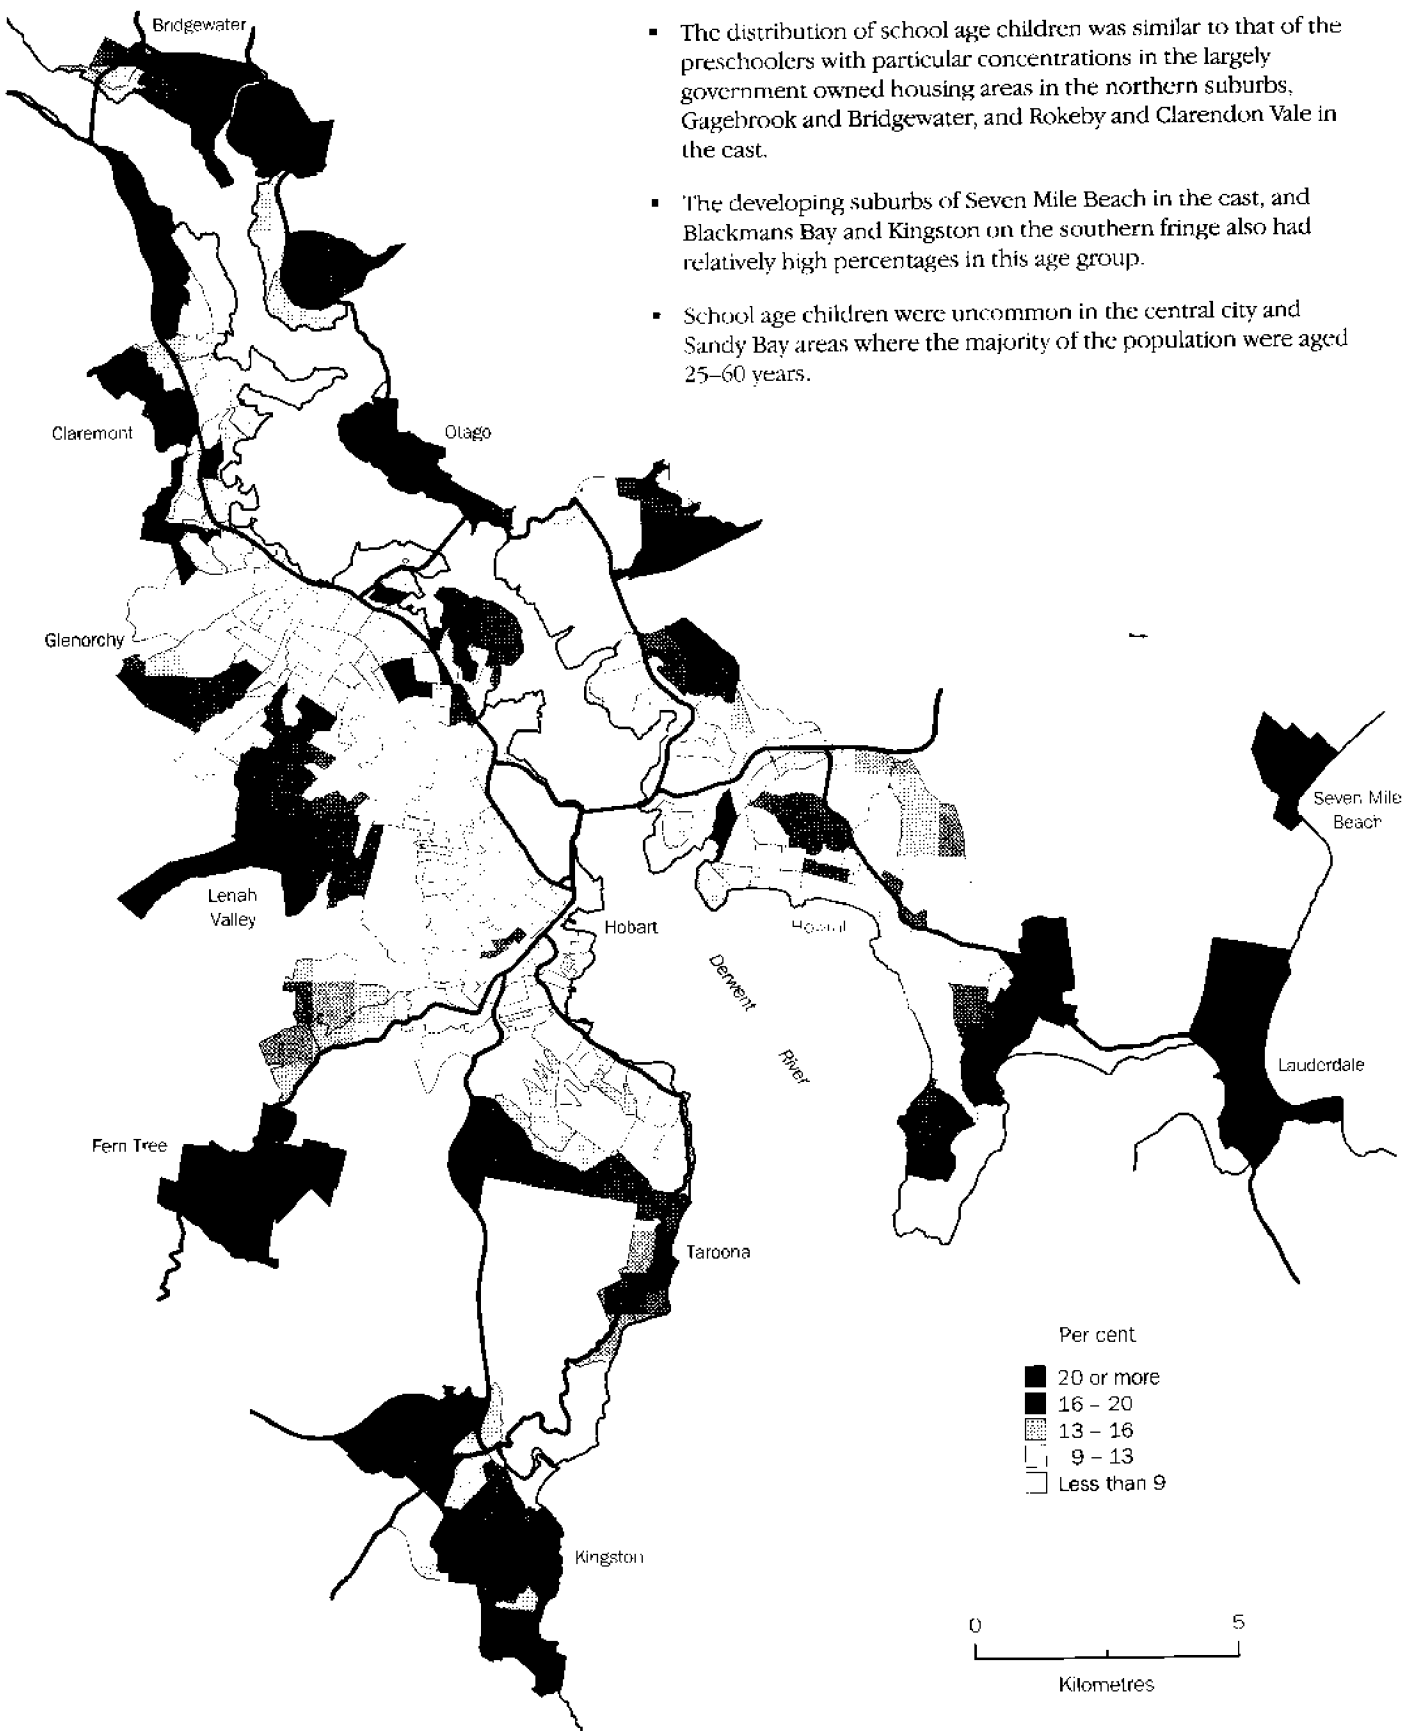 Bridgewater
▪ The distribution of school age children was similar to that of the
preschoolers with particular concentrations in the largely
government owned housing areas in the northern suburbs,
Gagebrook and Bridgewater, and Rokeby and Clarendon Vale in
the cast.
▪ The developing suburbs of Seven Mile Beach in the cast, and
Blackmans Bay and Kingston on the southern fringe also had
relatively high percentages in this age group.
▪ School age children were uncommon in the central city and
Sandy Bay areas where the majority of the population were aged
25–60 years.
Claremont
Otago
Glenorchy
Seven Mile
Beach
Lenah
Valley
Hobart
Derwent
River
Lauderdale
Fern Tree
Taroona
Per cent
20 or more
16 – 20
13 – 16
9 – 13
Less than 9
Kingston
0 5
Kilometres